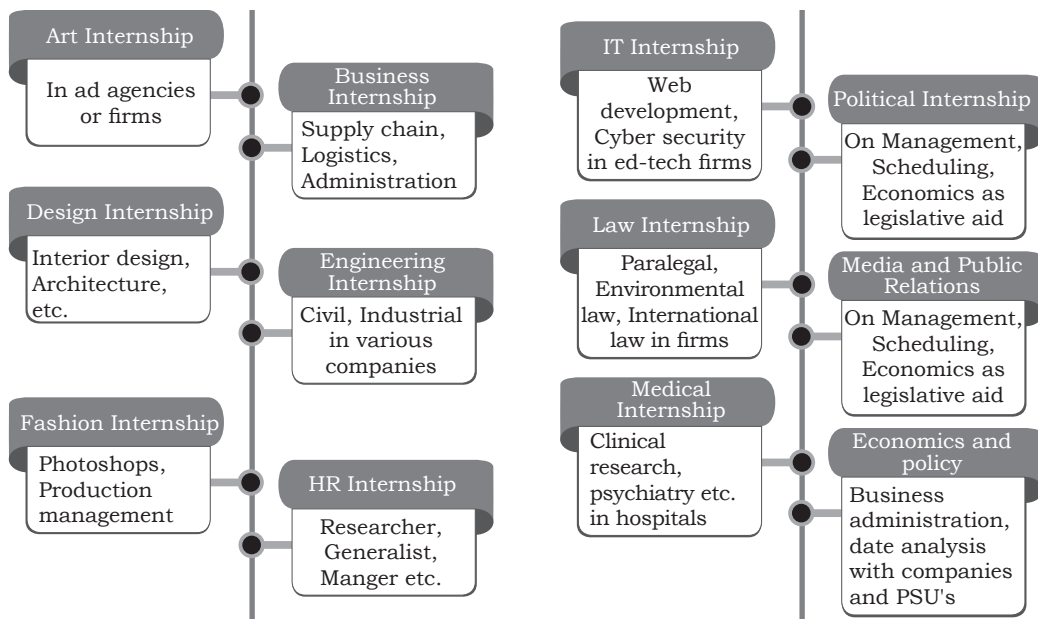 Art Internship
In ad agencies
or firms
Business
Internship
Supply chain,
Logistics,
Administration
Design Internship
Interior design,
Architecture,
etc.
Engineering
Internship
Civil, Industrial
in various
companies
Fashion Internship
Photoshops,
Production
management
HR Internship
Researcher,
Generalist,
Manger etc.
IT Internship
Web
development,
Cyber security
in ed-tech firms
Political Internship
On Management,
Scheduling,
Economics as
legislative aid
Law Internship
Paralegal,
Environmental
law, International
law in firms
Media and Public
Relations
On Management,
Scheduling,
Economics as
legislative aid
Medical
Internship
Clinical
research,
psychiatry etc.
in hospitals
Economics and
policy
Business
administration,
date analysis
with companies
and PSU's